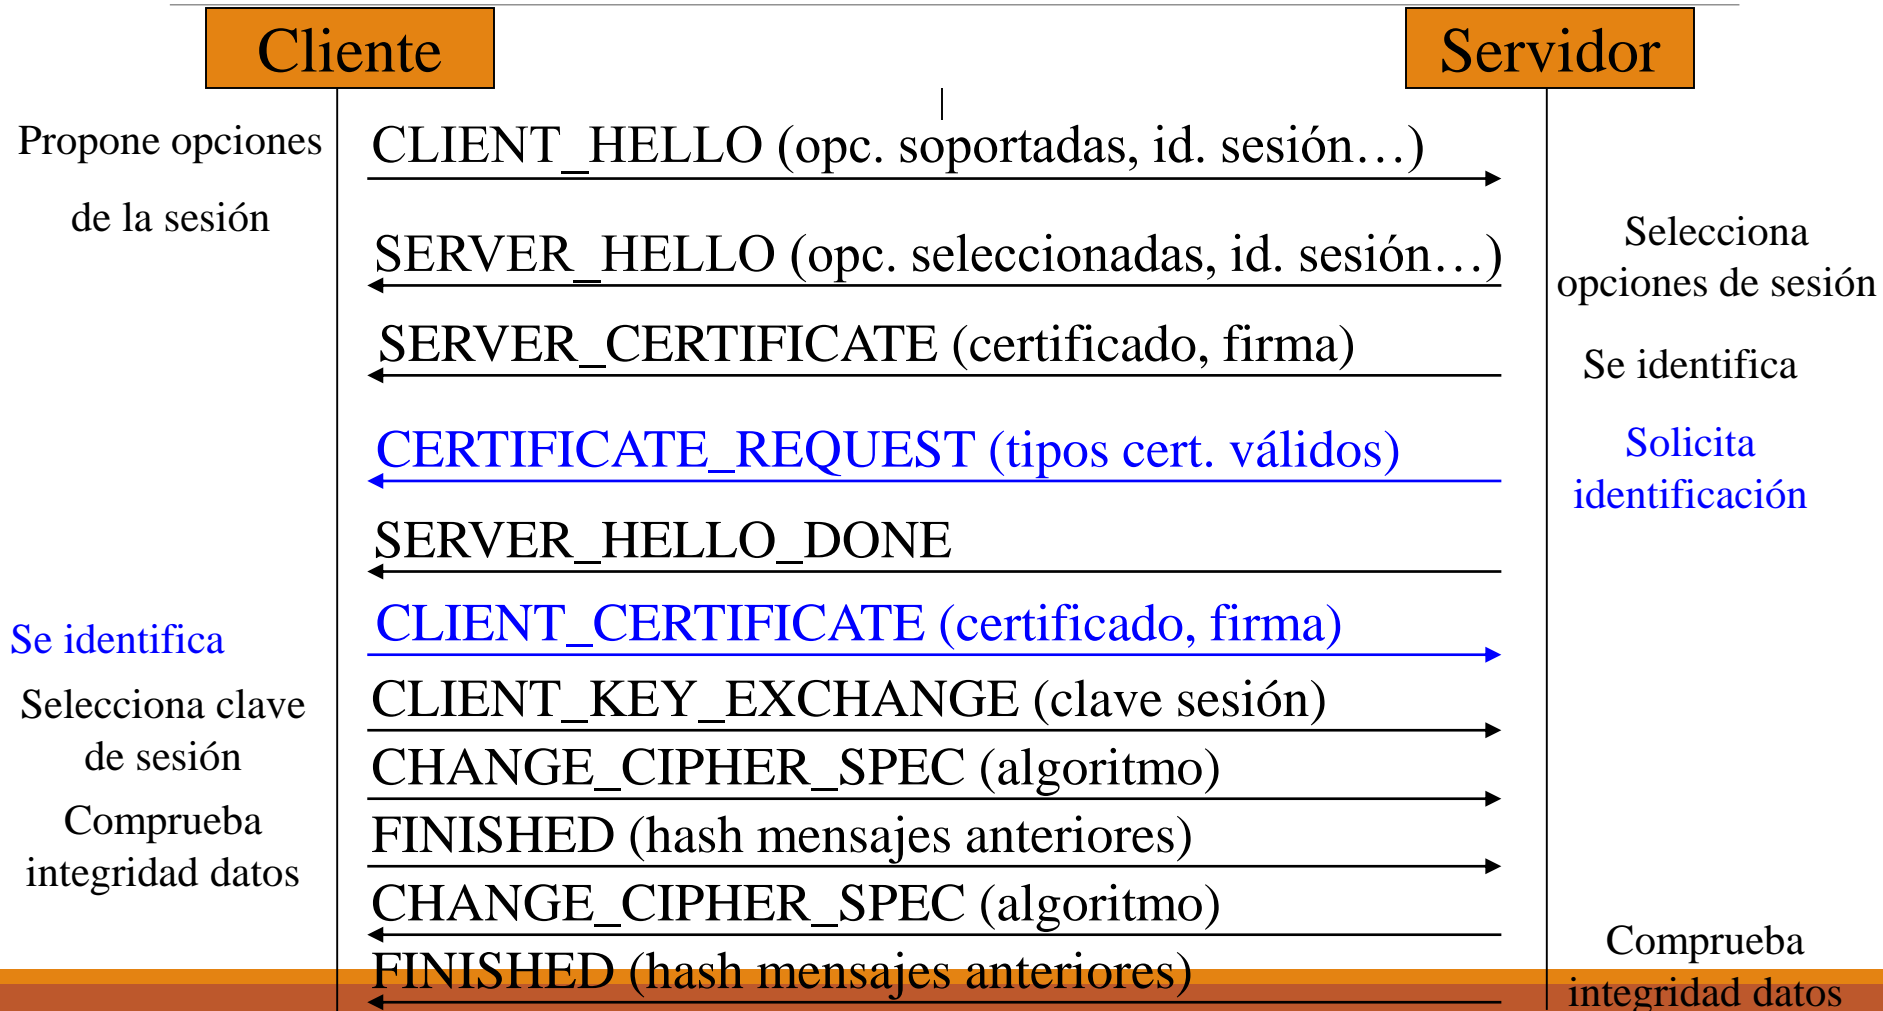 Cliente
Servidor
Propone opciones
de la sesión
CLIENT_HELLO (opc. soportadas, id. sesión…)
SERVER_HELLO (opc. seleccionadas, id. sesión…)
Selecciona
opciones de sesión
SERVER_CERTIFICATE (certificado, firma)
Se identifica
CERTIFICATE_REQUEST (tipos cert. válidos)
Solicita
identificación
SERVER_HELLO_DONE
Se identifica
CLIENT_CERTIFICATE (certificado, firma)
Selecciona clave
de sesión
CLIENT_KEY_EXCHANGE (clave sesión)
CHANGE_CIPHER_SPEC (algoritmo)
Comprueba
integridad datos
FINISHED (hash mensajes anteriores)
CHANGE_CIPHER_SPEC (algoritmo)
FINISHED (hash mensajes anteriores)
Comprueba
integridad datos